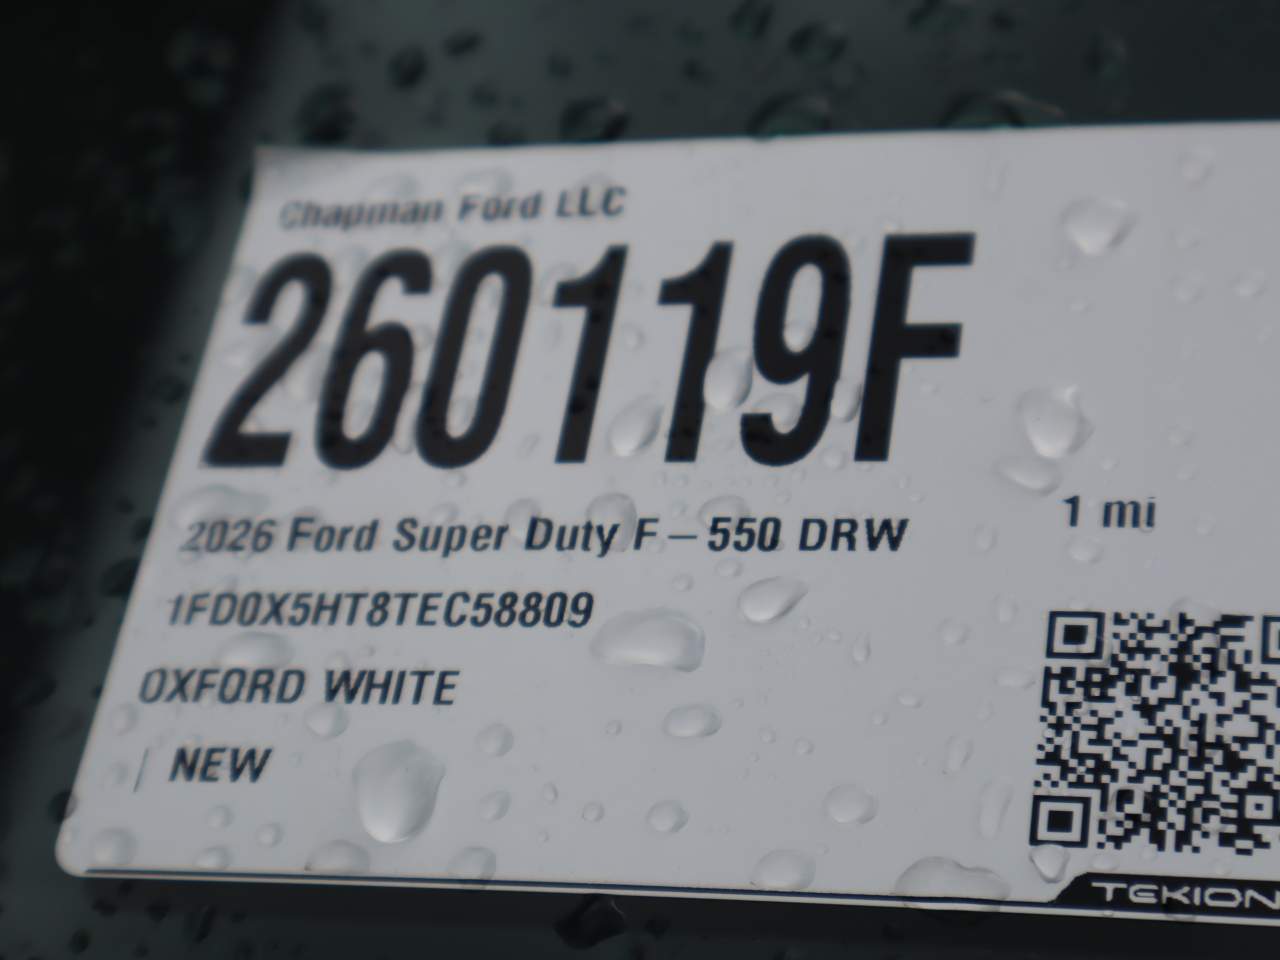 Chapman Ford LLC
260119F
2026 Ford Super Duty F-550 DRW
1 mi
1FD0X5HT8TEC58809
OXFORD WHITE
| NEW
TEKION